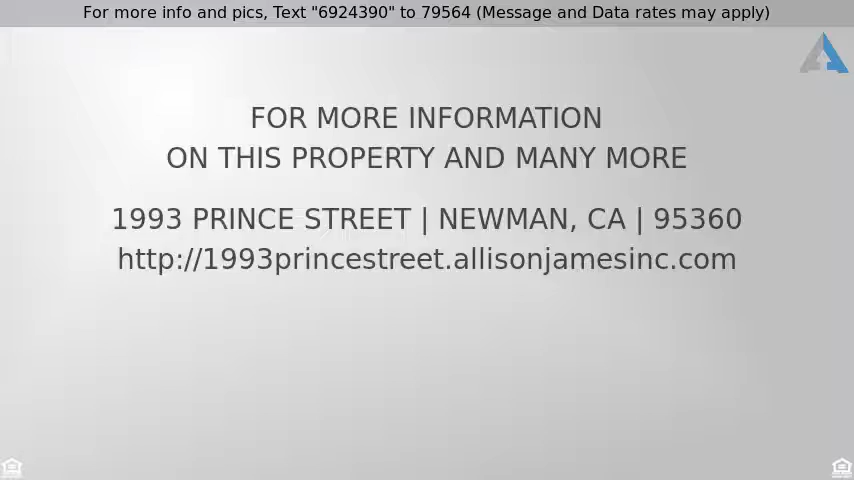 For more info and pics, Text "6924390" to 79564 (Message and Data rates may apply)
FOR MORE INFORMATION
ON THIS PROPERTY AND MANY MORE
1993 PRINCE STREET | NEWMAN, CA | 95360
http://1993princestreet.allisonjamesinc.com